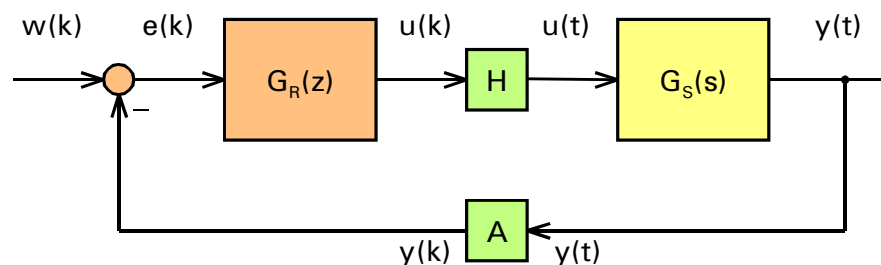 w(k) e(k) u(k) u(t) y(t)
G_R(z) H G_S(s)
–
A
y(k) y(t)